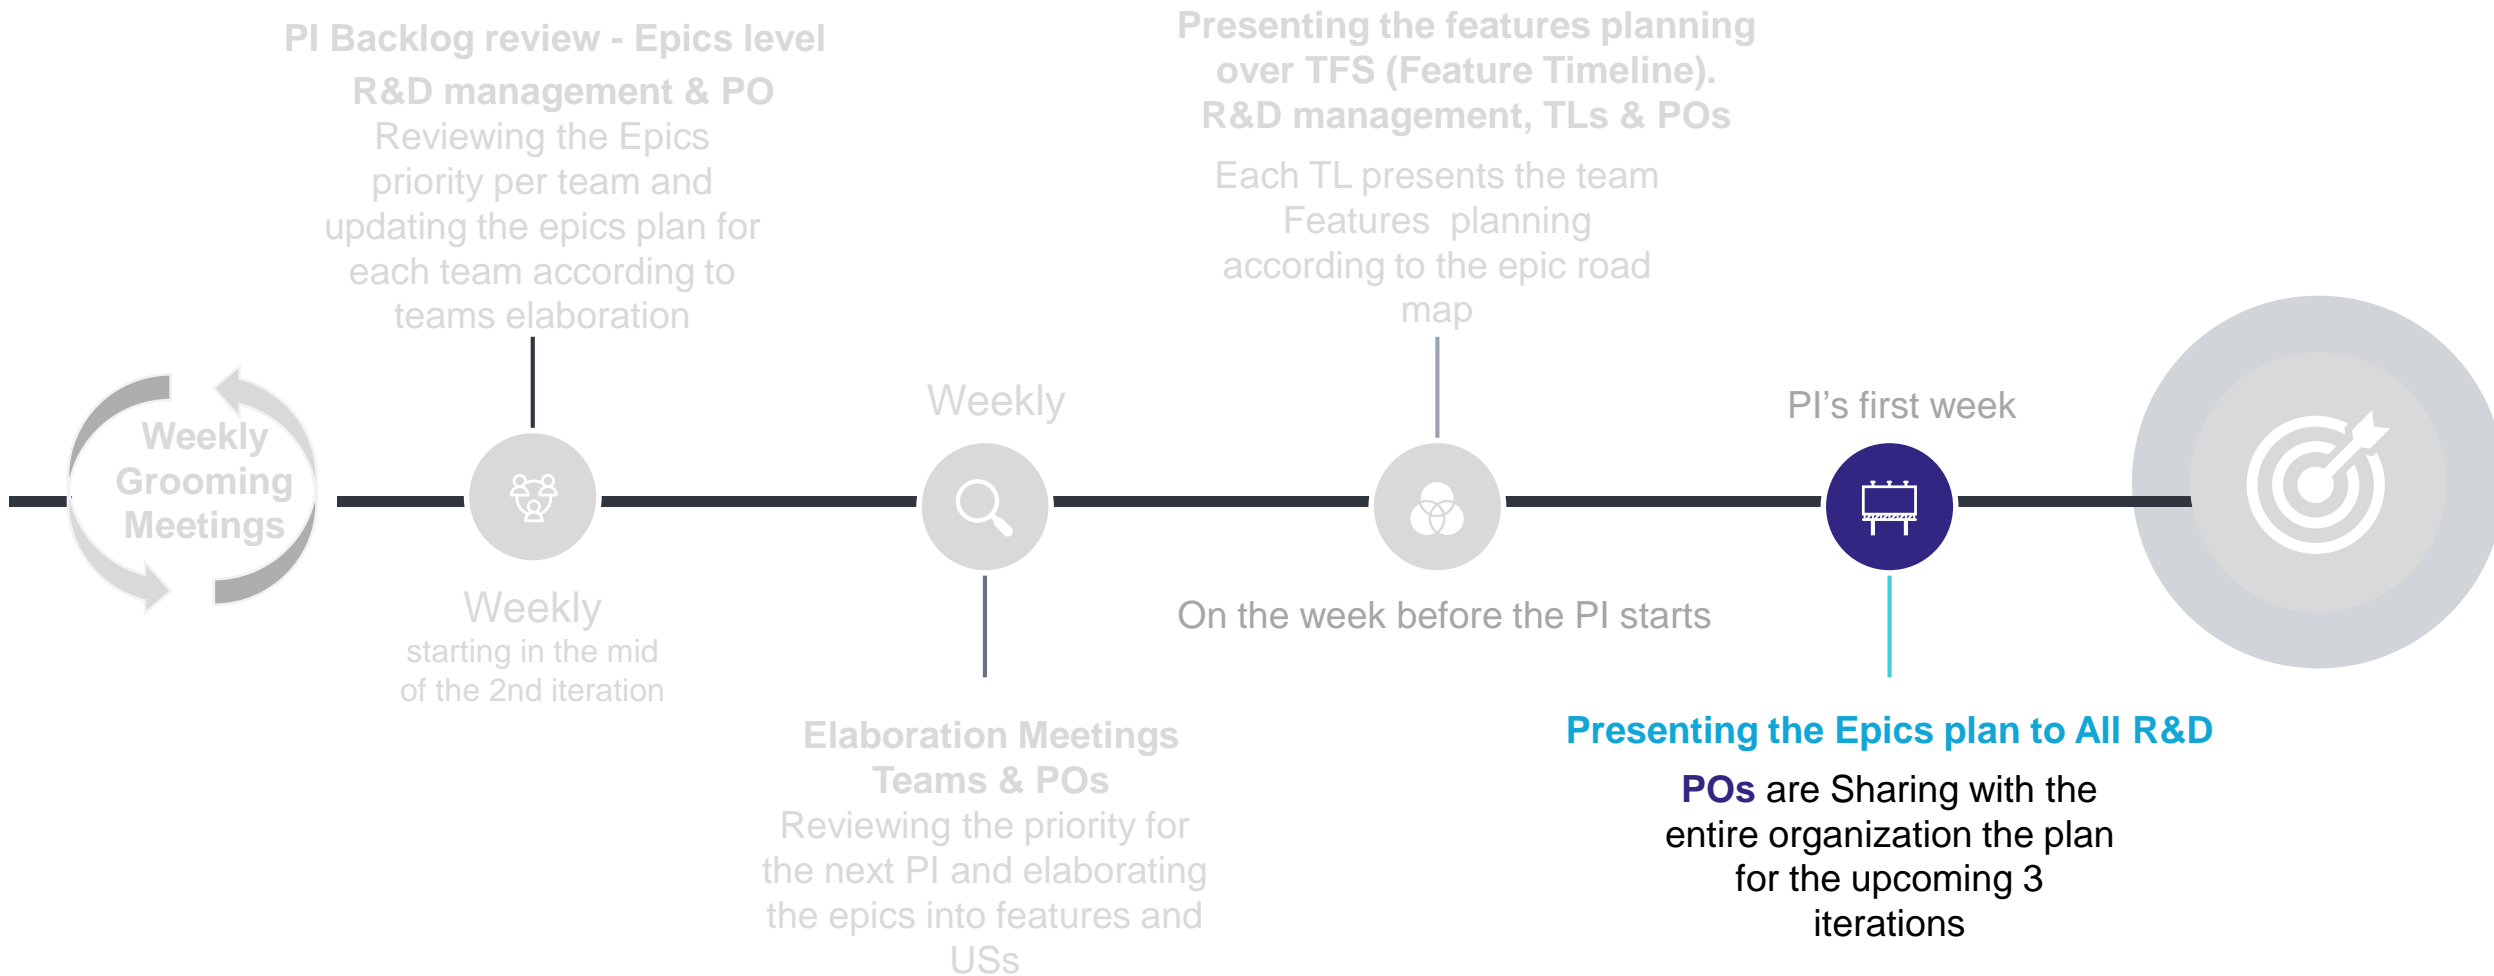 PI Backlog review - Epics level
R&D management & PO
Reviewing the Epics
priority per team and
updating the epics plan for
each team according to
teams elaboration
Presenting the features planning
over TFS (Feature Timeline).
R&D management, TLs & POs
Each TL presents the team
Features planning
according to the epic road
map
Weekly
Grooming
Meetings
Weekly
PI’s first week
Weekly
starting in the mid
of the 2nd iteration
On the week before the PI starts
Elaboration Meetings
Teams & POs
Reviewing the priority for
the next PI and elaborating
the epics into features and
USs
Presenting the Epics plan to All R&D
POs are Sharing with the
entire organization the plan
for the upcoming 3
iterations